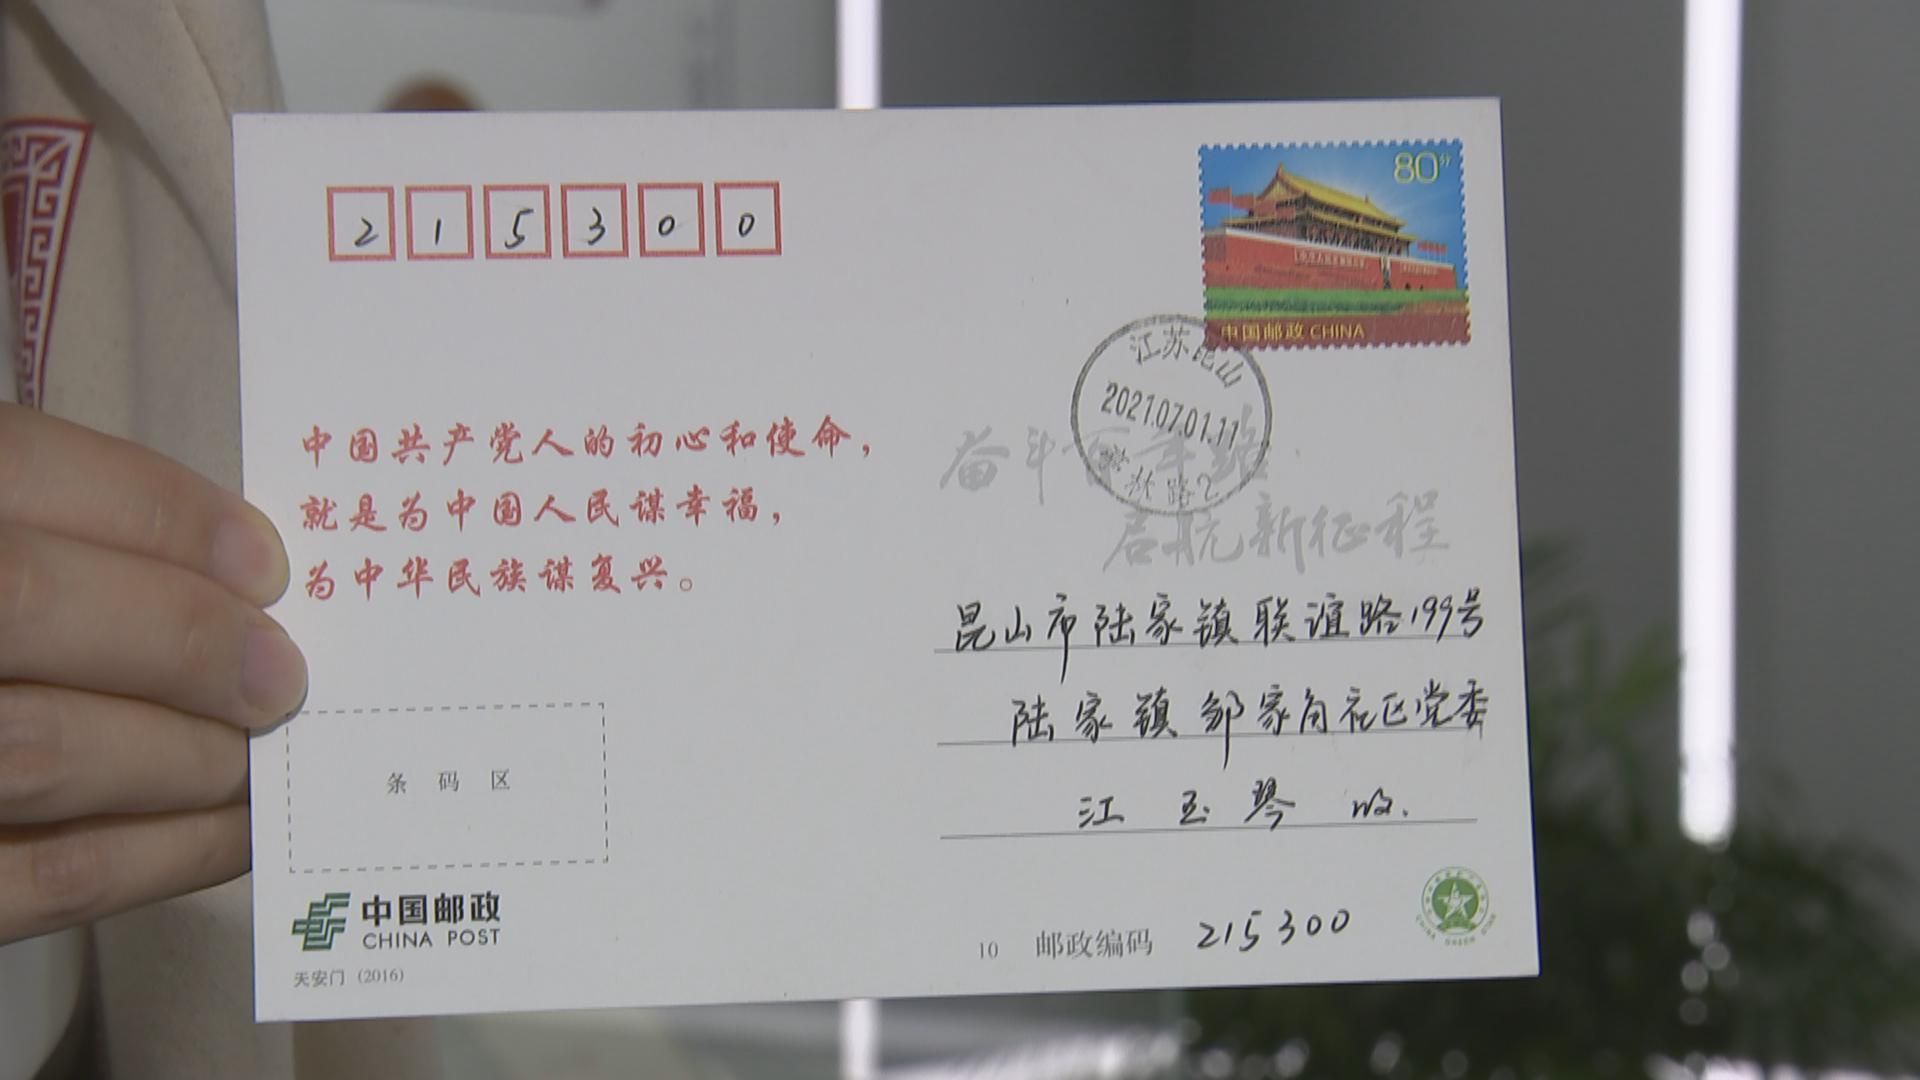 215300
80分
中国邮政 CHINA
江苏昆山
2021.07.01.11
中国共产党人的初心和使命，
就是为中国人民谋幸福，
为中华民族谋复兴。
奋斗百年路
启航新征程
昆山市陆家镇联谊路199号
陆家镇邹家角社区党委
江玉琴 收.
条码区
中国邮政
CHINA POST
天安门 (2016)
10 邮政编码 215300